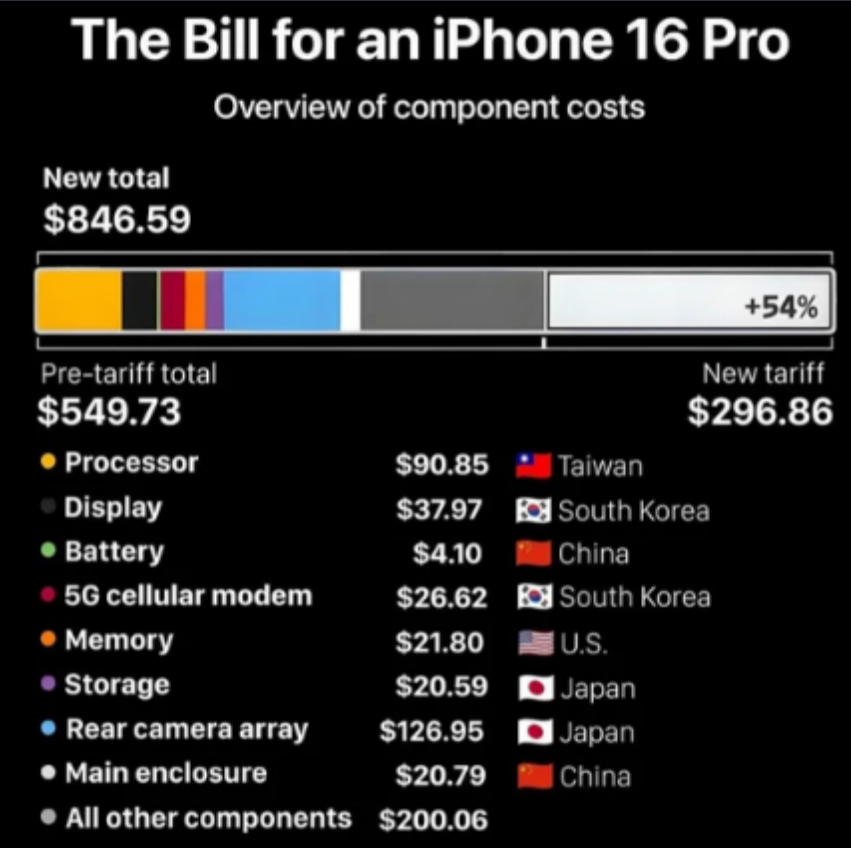 The Bill for an iPhone 16 Pro
Overview of component costs
New total
$846.59
+54%
Pre-tariff total New tariff
$549.73 $296.86
Processor $90.85 Taiwan
Display $37.97 South Korea
Battery $4.10 China
5G cellular modem $26.62 South Korea
Memory $21.80 U.S.
Storage $20.59 Japan
Rear camera array $126.95 Japan
Main enclosure $20.79 China
All other components $200.06